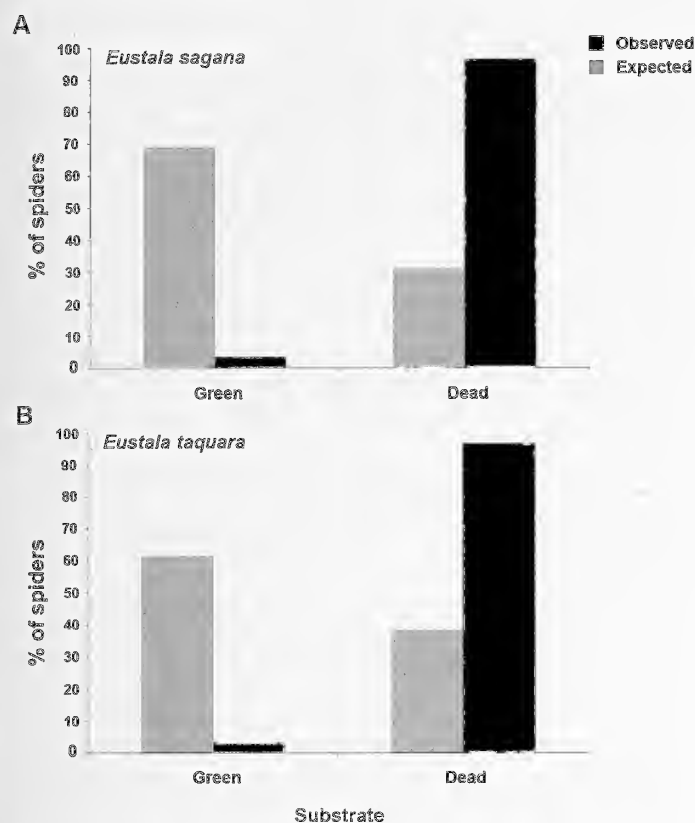 A
Eustala sagana
Observed
Expected
100
90
80
70
60
50
40
30
20
10
0
% of spiders
Green
Dead
B
Eustala taquara
100
90
80
70
60
50
40
30
20
10
0
% of spiders
Green
Dead
Substrate